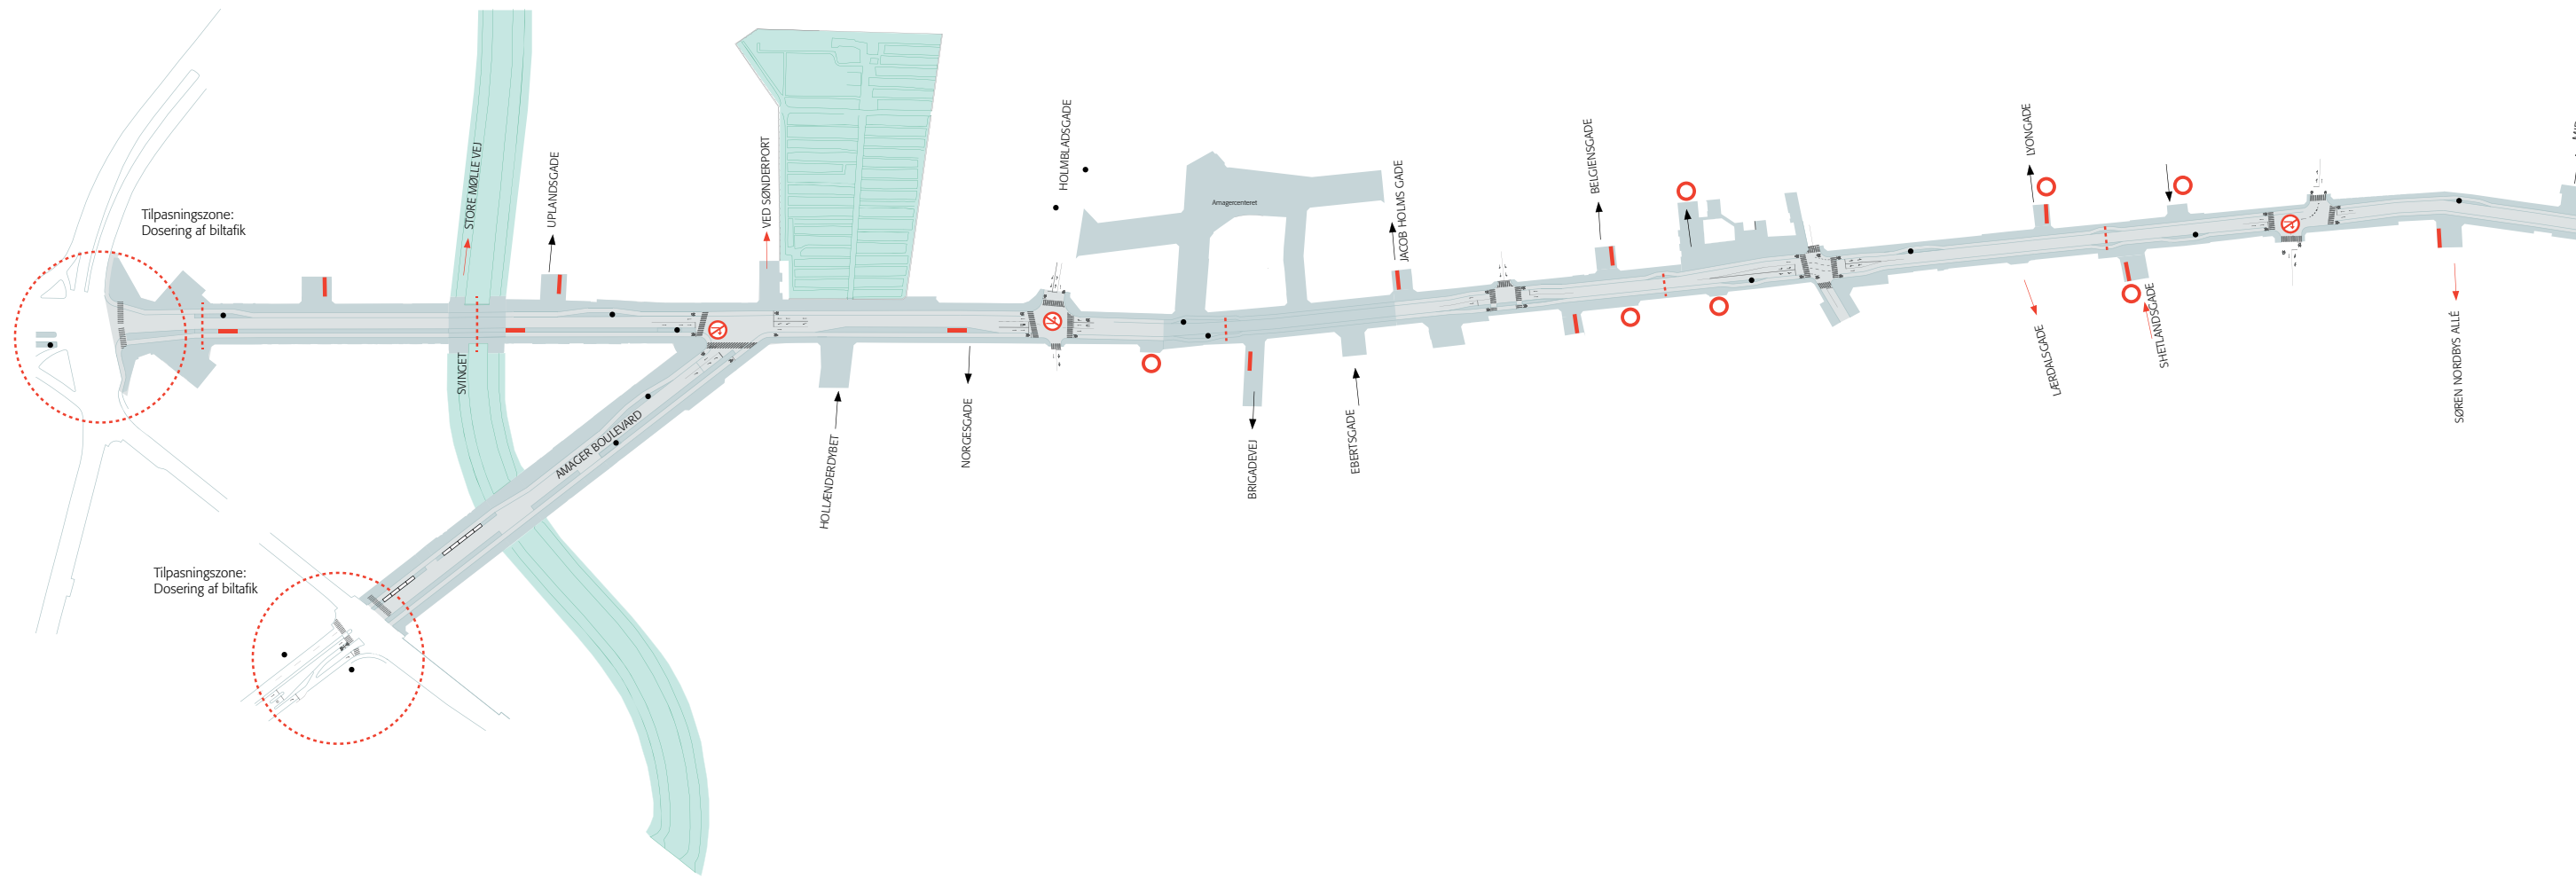 Tilpasningszone:
Dosering af biltafik
STORE MØLLE VEJ
UPLANDSGADE
VED SØNDERPORT
HOLMBLADSGADE
Amagercenteret
JACOB HOLMS GADE
BELGIENSGADE
LYONGADE
SVINGET
AMAGER BOULEVARD
HOLLÆNDERDYBET
NORGESGADE
BRIGADEVEJ
EBERTSGADE
LÆRDALSGADE
SHETLANDSGADE
SØREN NORDBYS ALLÉ
Tilpasningszone:
Dosering af biltafik